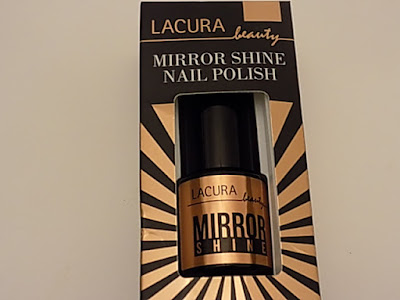 LACURA
beauty
MIRROR SHINE
NAIL POLISH
LACURA
beauty
MIRROR
SHINE